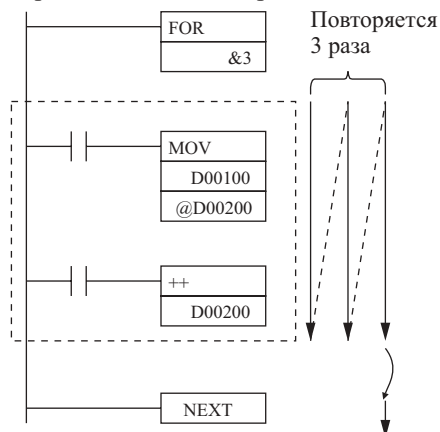 FOR
&3
Повторяется
3 раза
MOV
D00100
@D00200
++
D00200
NEXT